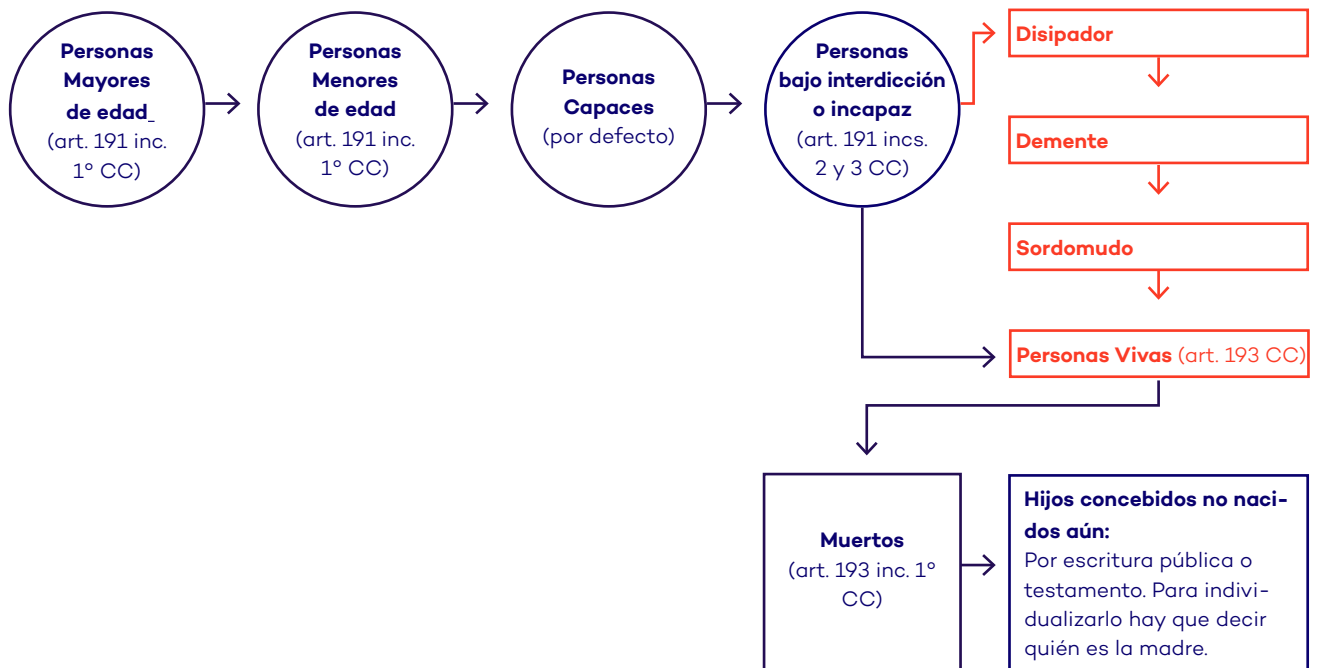 Personas
Mayores
de edad_
(art. 191 inc.
1° CC)
Personas
Menores
de edad
(art. 191 inc.
1° CC)
Personas
Capaces
(por defecto)
Personas
bajo interdicción
o incapaz
(art. 191 incs.
2 y 3 CC)
Disipador
Demente
Sordomudo
Personas Vivas (art. 193 CC)
Muertos
(art. 193 inc. 1°
CC)
Hijos concebidos no naci-
dos aún:
Por escritura pública o
testamento. Para indivi-
dualizarlo hay que decir
quién es la madre.